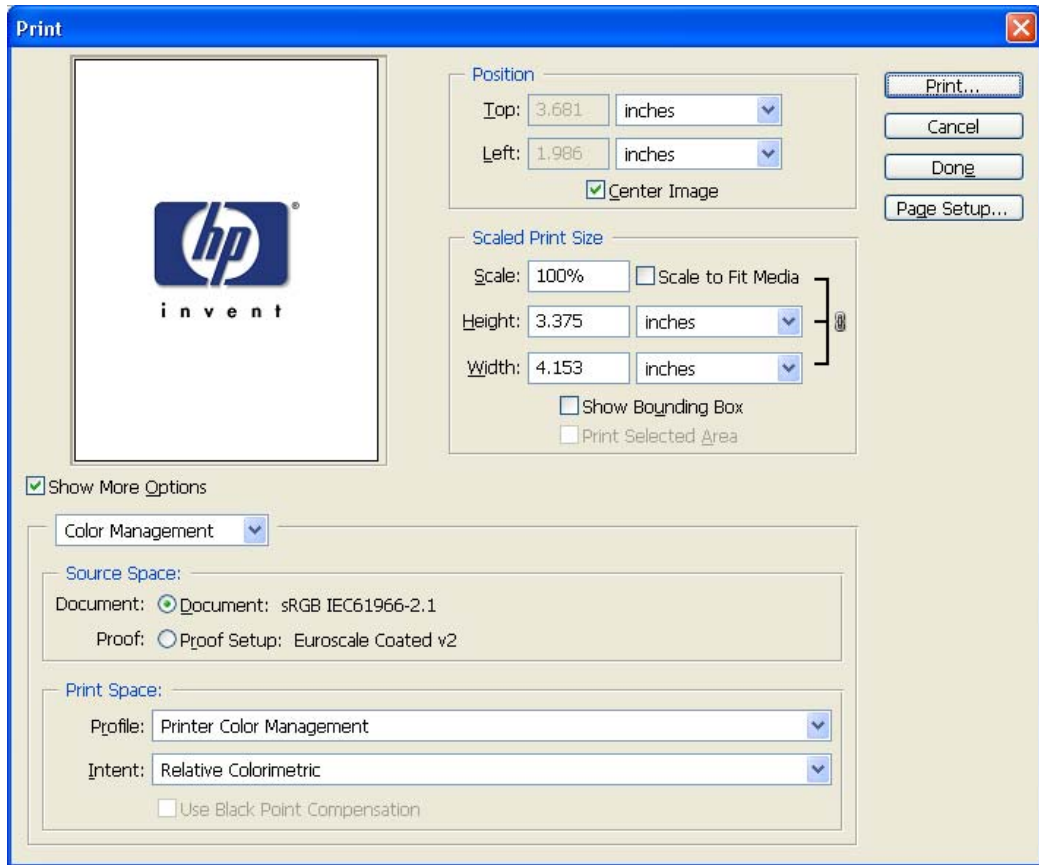 Print
hp
®
invent
Position
Top: 3.681 inches
Left: 1.986 inches
Center Image
Scaled Print Size
Scale: 100% Scale to Fit Media
Height: 3.375 inches
Width: 4.153 inches
Show Bounding Box
Print Selected Area
Print...
Cancel
Done
Page Setup...
Show More Options
Color Management
Source Space:
Document: Document: sRGB IEC61966-2.1
Proof: Proof Setup: Euroscale Coated v2
Print Space:
Profile: Printer Color Management
Intent: Relative Colorimetric
Use Black Point Compensation